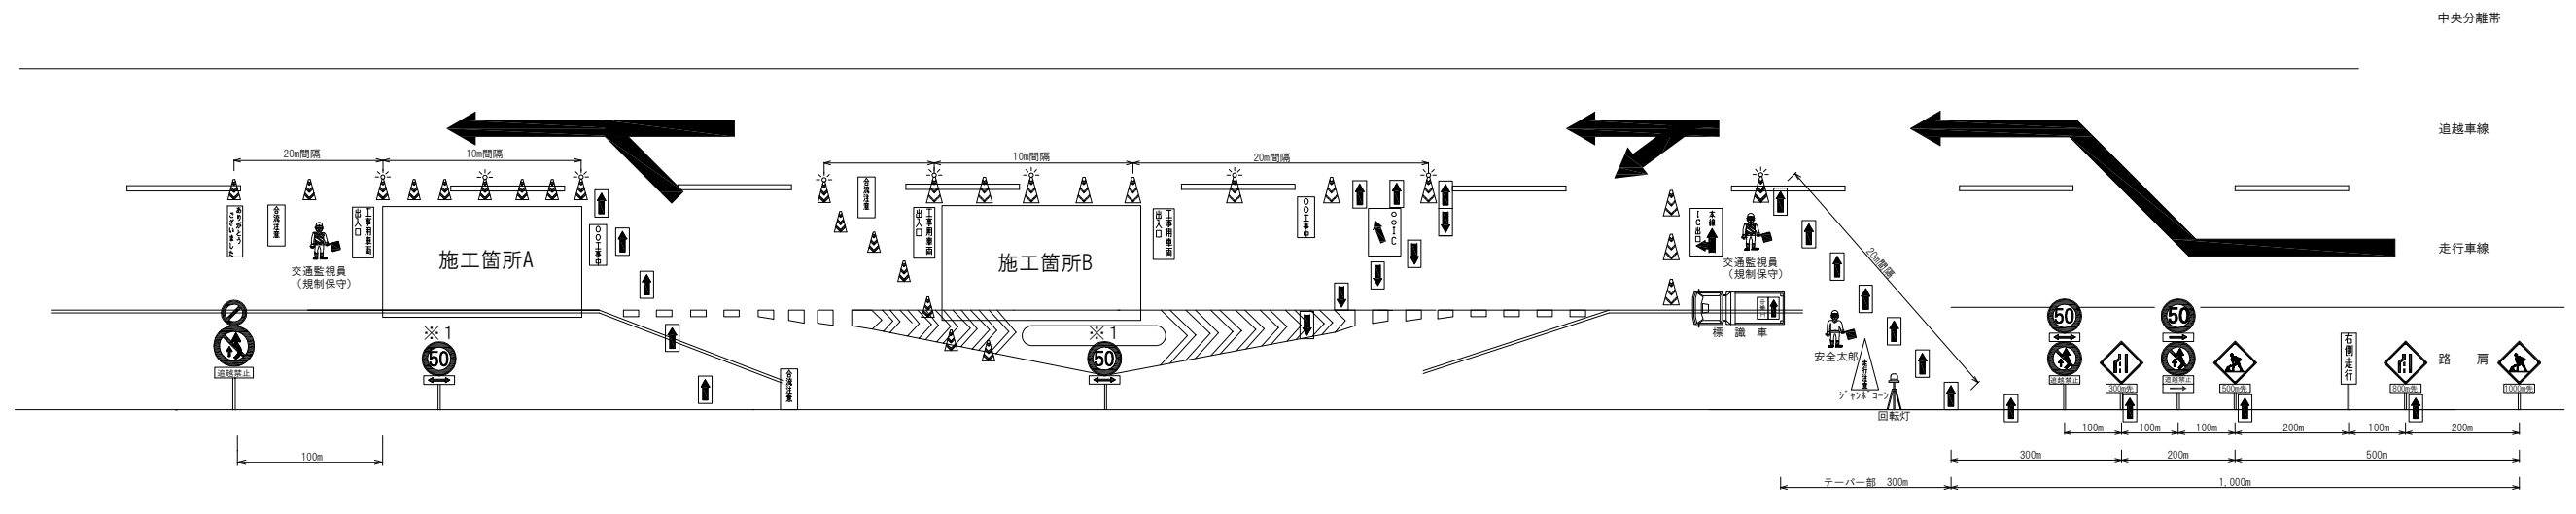 中央分離帯
追越車線
20m間隔
10m間隔
10m間隔
20m間隔
ありがとう
ございました
合流注意
工事用車両
出入口
〇〇工事中
合流注意
工事用車両
出入口
工事用車両
出入口
〇〇工事中
〇〇IC
本線
IC出口
走行車線
施工箇所A
施工箇所B
交通監視員
（規制保守）
交通監視員
（規制保守）
20m間隔
※1
※1
標識車
安全太郎
走行注意
ジャンボコーン
回転灯
50
50
50
50
追越禁止
追越禁止
追越禁止
合流注意
右側走行
路肩
300m先
500m先
800m先
1000m先
100m
100m
100m
200m
100m
200m
100m
300m
200m
500m
テーパー部 300m
1,000m